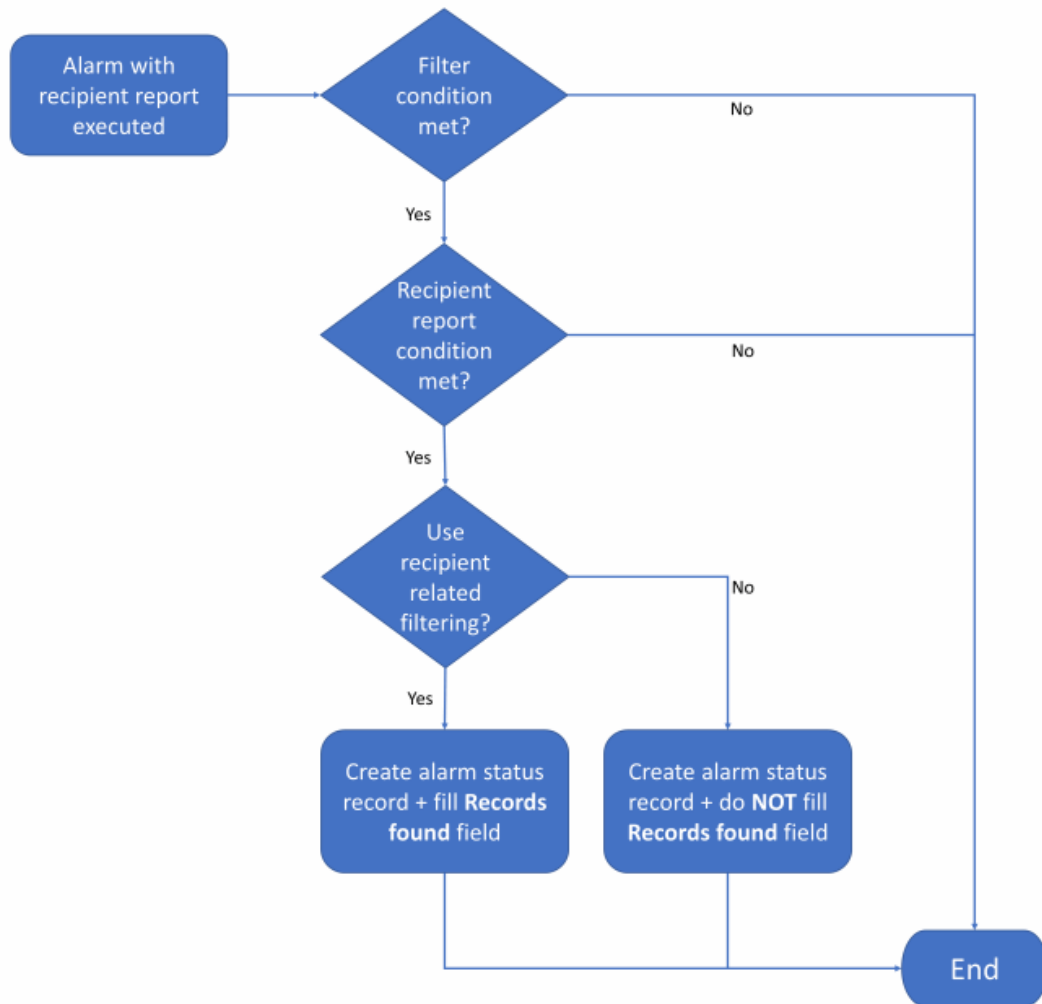 Alarm with
recipient report
executed
Filter
condition
met?
No
Yes
Recipient
report
condition
met?
No
Yes
Use
recipient
related
filtering?
No
Yes
Create alarm status
record + fill Records
found field
Create alarm status
record + do NOT fill
Records found field
End